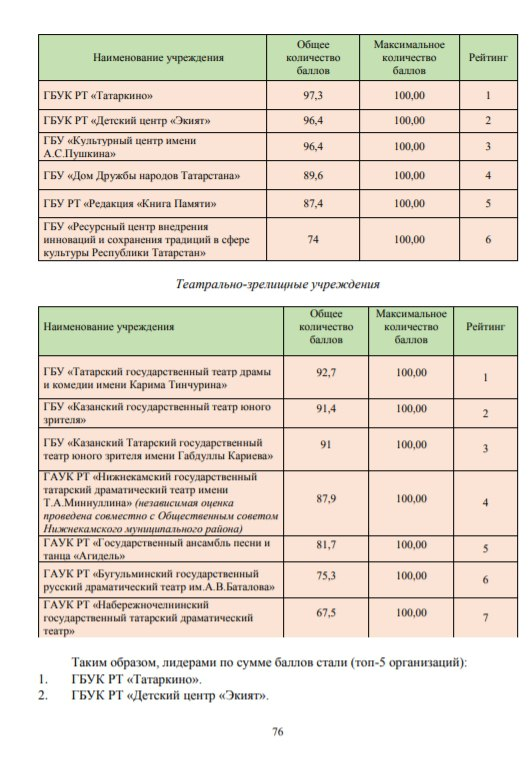 Наименование учреждения
Общее
количество
баллов
Максимальное
количество
баллов
Рейтинг
ГБУК РТ «Татаркино»
97,3
100,00
1
ГБУК РТ «Детский центр «Экият»
96,4
100,00
2
ГБУ «Культурный центр имени
А.С.Пушкина»
96,4
100,00
3
ГБУ «Дом Дружбы народов Татарстана»
89,6
100,00
4
ГБУ РТ «Редакция «Книга Памяти»
87,4
100,00
5
ГБУ «Ресурсный центр внедрения
инноваций и сохранения традиций в сфере
культуры Республики Татарстан»
74
100,00
6
Театрально-зрелищные учреждения
Наименование учреждения
Общее
количество
баллов
Максимальное
количество
баллов
Рейтинг
ГБУ «Татарский государственный театр драмы
и комедии имени Карима Тинчурина»
92,7
100,00
1
ГБУ «Казанский государственный театр юного
зрителя»
91,4
100,00
2
ГБУ «Казанский Татарский государственный
театр юного зрителя имени Габдуллы Кариева»
91
100,00
3
ГАУК РТ «Нижнекамский государственный
татарский драматический театр имени
Т.А.Миннуллина» (независимая оценка
проведена совместно с Общественным советом
Нижнекамского муниципального района)
87,9
100,00
4
ГАУК РТ «Государственный ансамбль песни и
танца «Агидель»
81,7
100,00
5
ГАУК РТ «Бугульминский государственный
русский драматический театр им.А.В.Баталова»
75,3
100,00
6
ГАУК РТ «Набережночелнинский
государственный татарский драматический
театр»
67,5
100,00
7
Таким образом, лидерами по сумме баллов стали (топ-5 организаций):
1. ГБУК РТ «Татаркино».
2. ГБУК РТ «Детский центр «Экият».
76